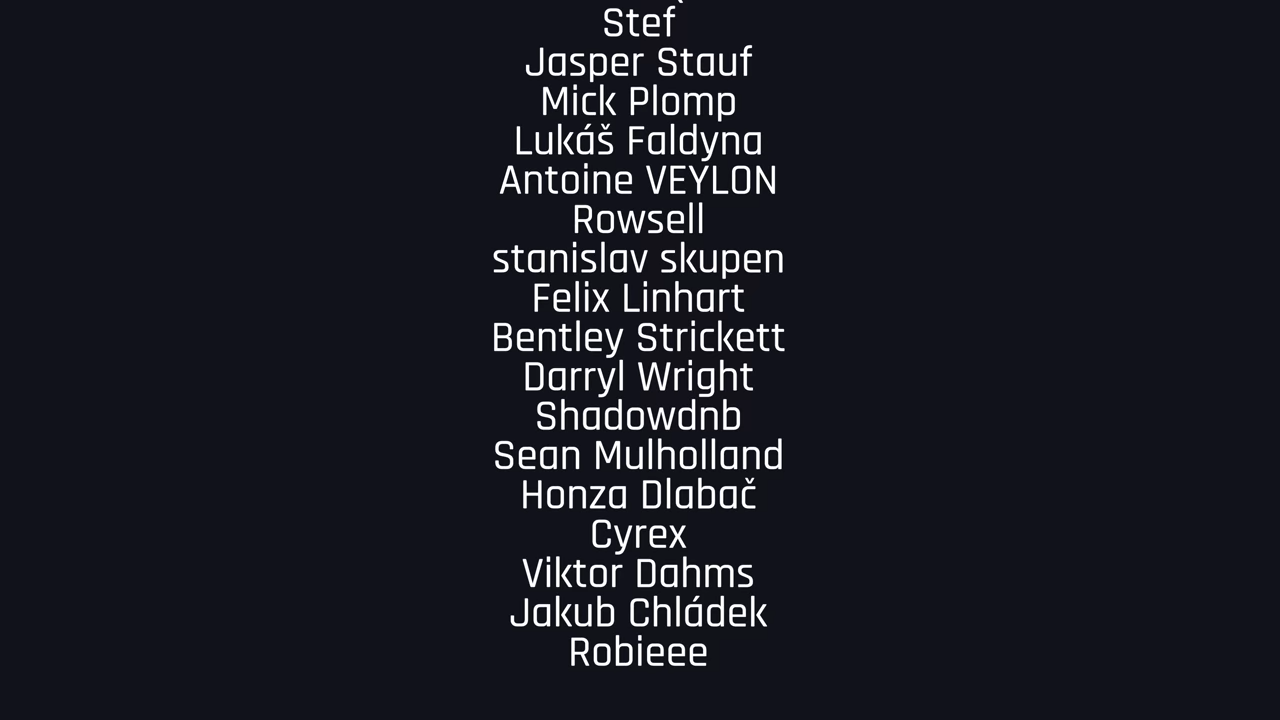 Stef
Jasper Stauf
Mick Plomp
Lukáš Faldyna
Antoine VEYLON
Rowsell
stanislav skupen
Felix Linhart
Bentley Strickett
Darryl Wright
Shadowdnb
Sean Mulholland
Honza Dlabač
Cyrex
Viktor Dahms
Jakub Chládek
Robieee